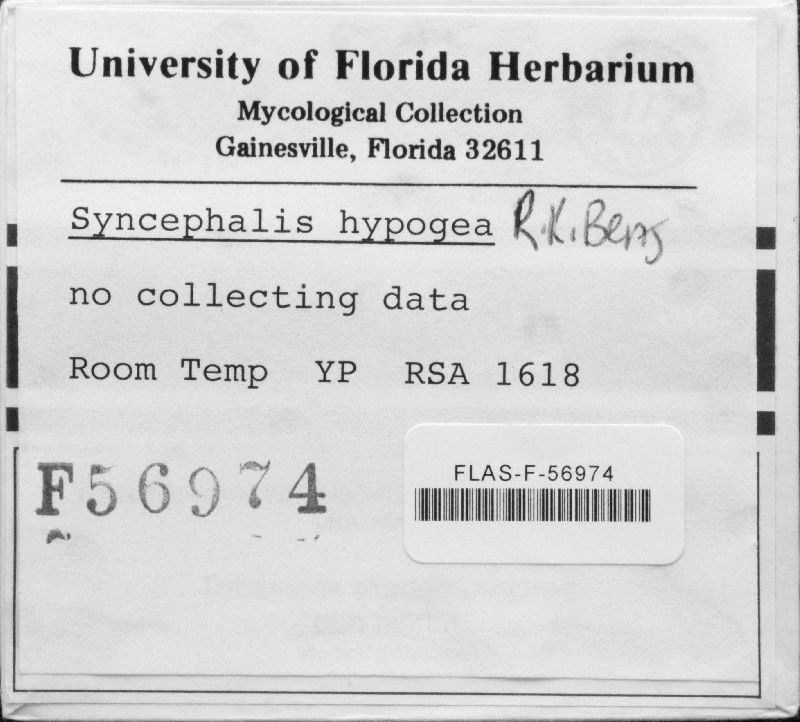 University of Florida Herbarium
Mycological Collection
Gainesville, Florida 32611
Syncephalis hypogea R.K.Benj
no collecting data
Room Temp YP RSA 1618
F56974
FLAS-F-56974